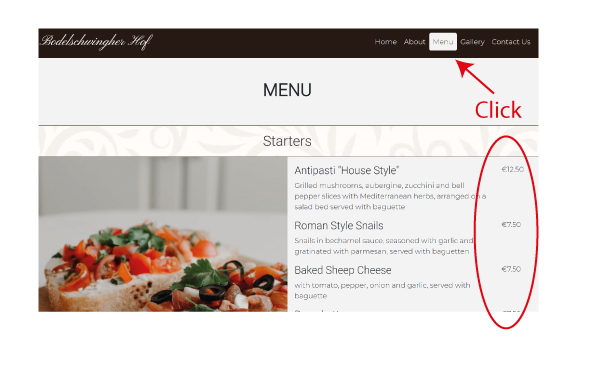 Bodelschwingher Hof
Home About Menu Gallery Contact Us
Click
MENU
Starters
Antipasti "House Style" €12,50
Grilled mushrooms, aubergine, zucchini and bell
pepper slices with Mediterranean herbs, arranged on a
salad bed served with baguette
Roman Style Snails €7,90
Snails in bechamel sauce, seasoned with garlic and
gratinated with parmesan, served with baguetten
Baked Sheep Cheese €7,50
with tomato, pepper, onion and garlic, served with
baguette